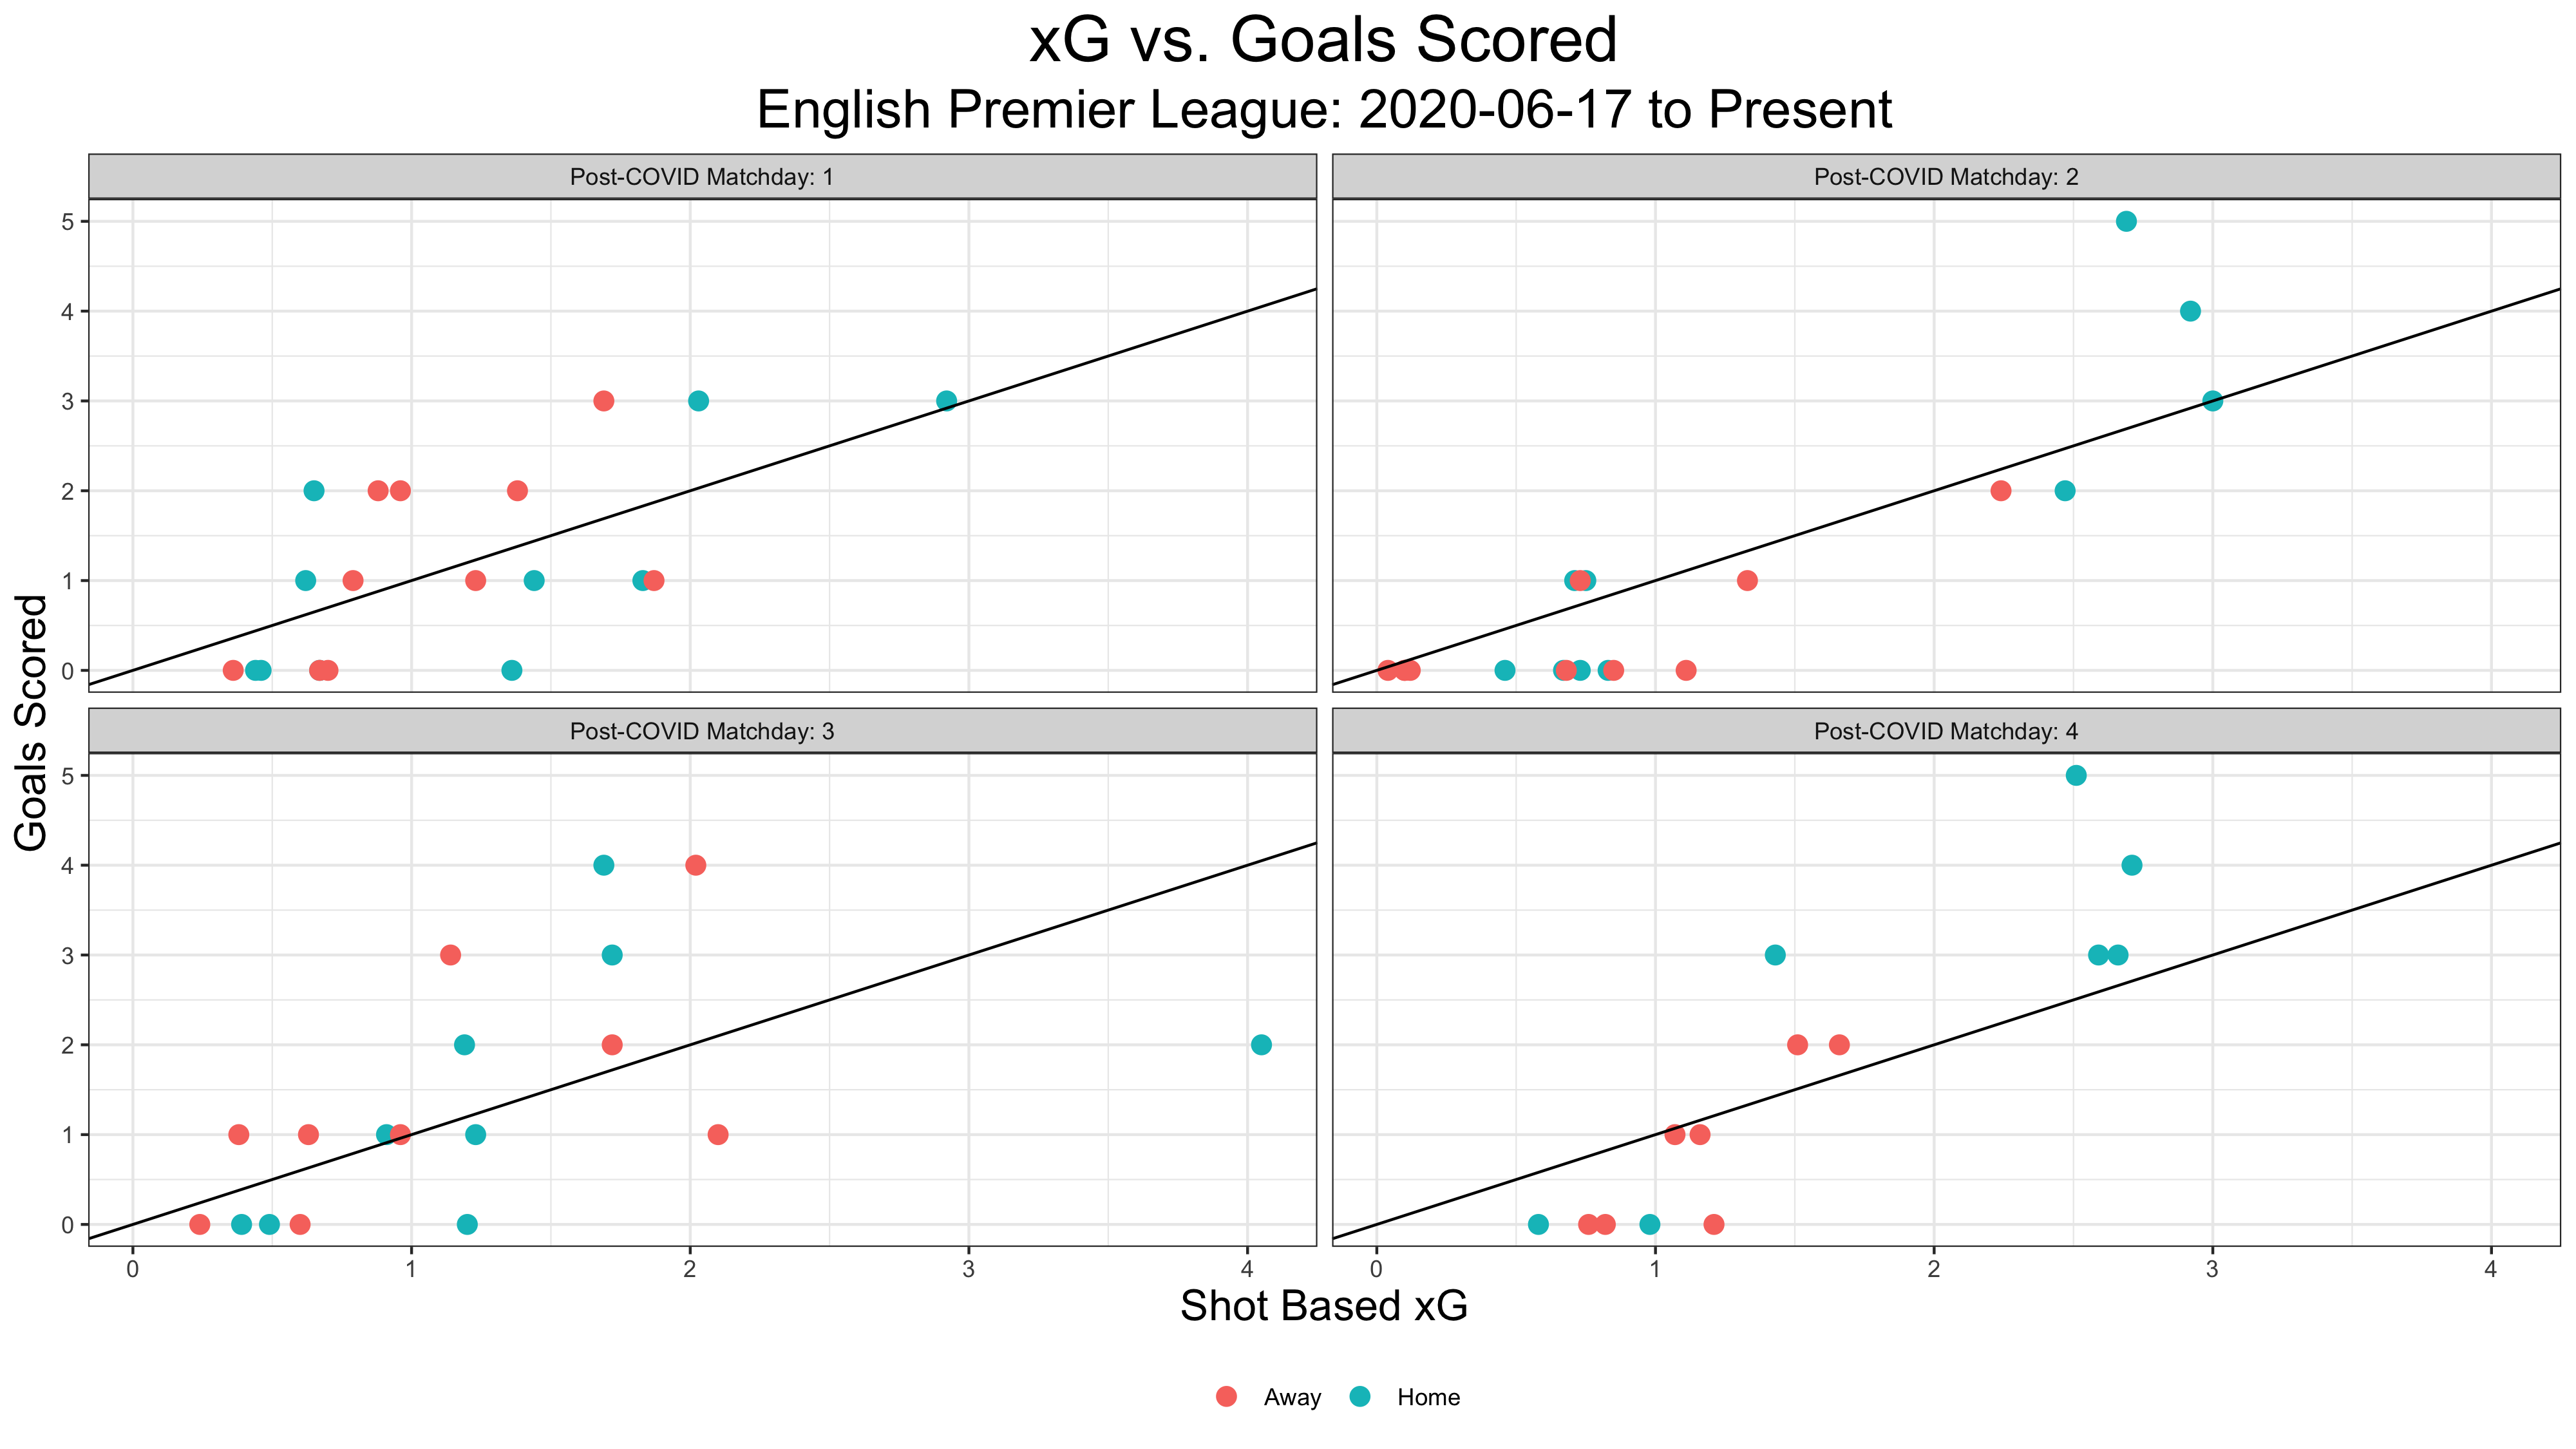 xG vs. Goals Scored
English Premier League: 2020-06-17 to Present
Post-COVID Matchday: 1
Post-COVID Matchday: 2
5
4
3
2
1
0
Goals Scored
Post-COVID Matchday: 3
Post-COVID Matchday: 4
5
4
3
2
1
0
0 1 2 3 4
0 1 2 3 4
Shot Based xG
Away
Home